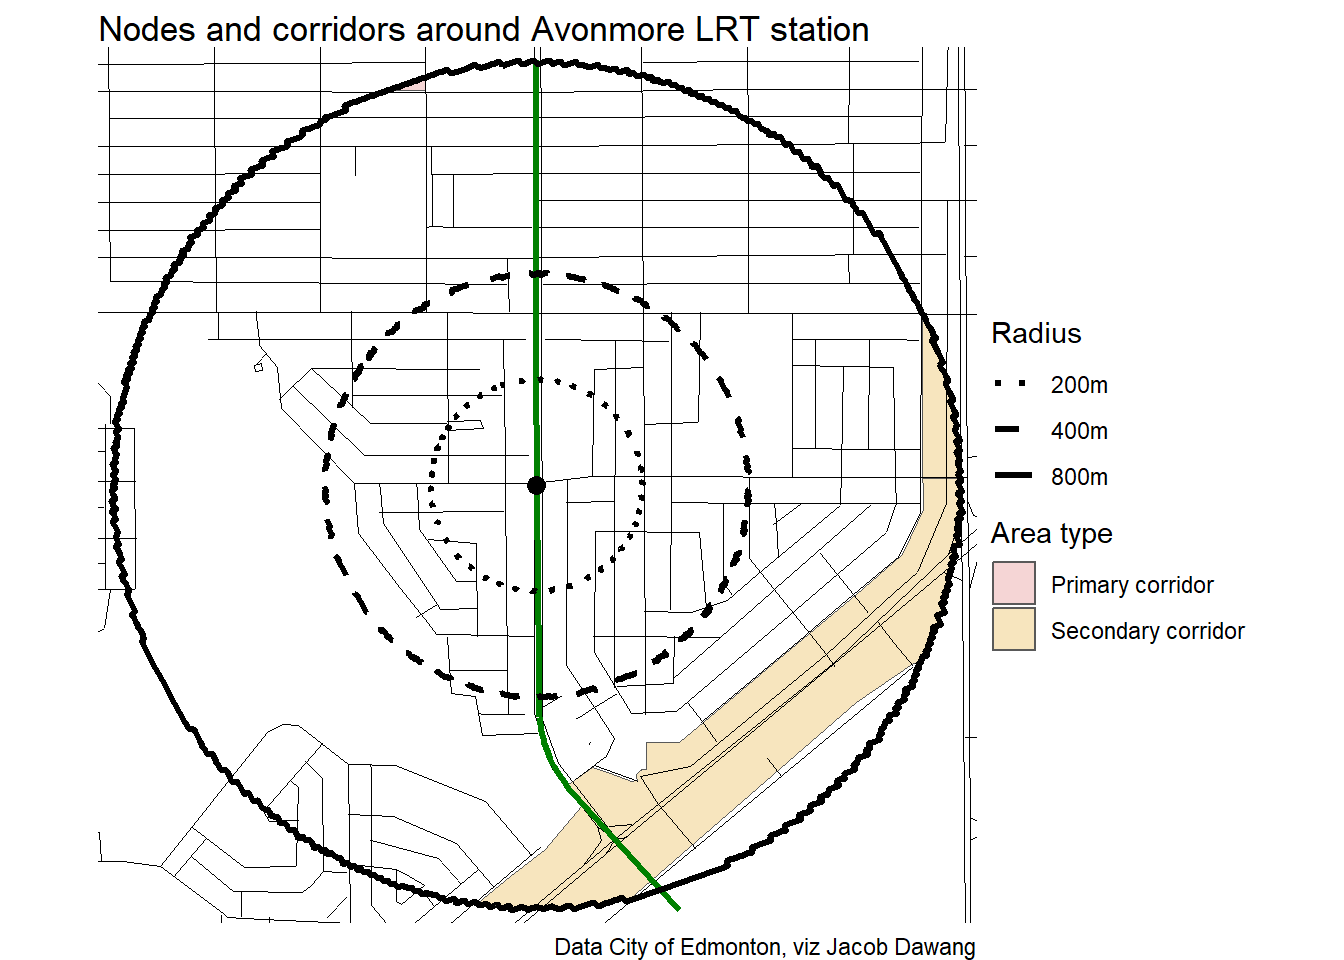 Nodes and corridors around Avonmore LRT station
Radius
200m
400m
800m
Area type
Primary corridor
Secondary corridor
Data City of Edmonton, viz Jacob Dawang